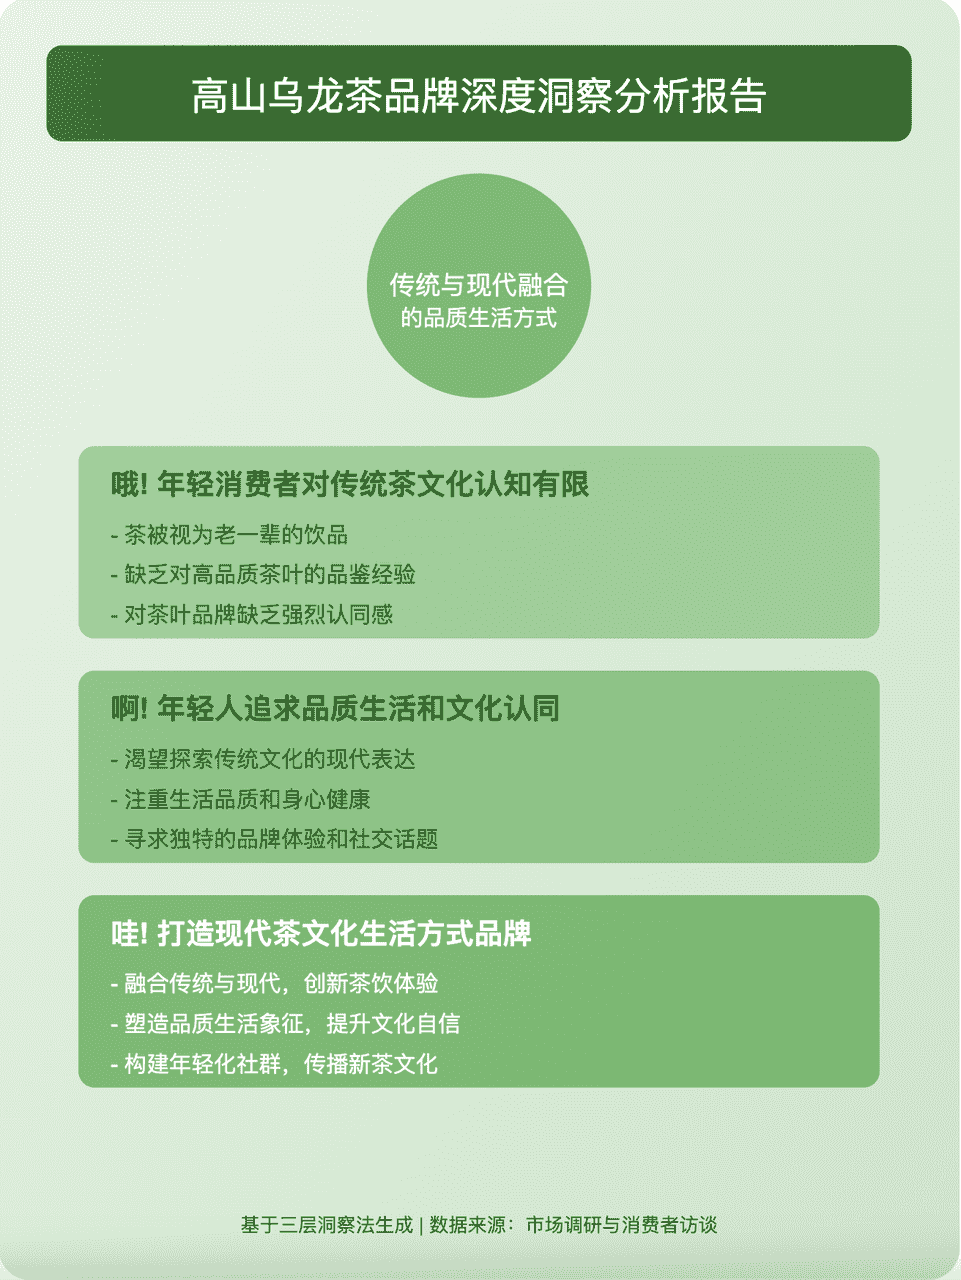 高山乌龙茶品牌深度洞察分析报告
传统与现代融合
的品质生活方式
哦! 年轻消费者对传统茶文化认知有限
- 茶被视为老一辈的饮品
- 缺乏对高品质茶叶的品鉴经验
- 对茶叶品牌缺乏强烈认同感
啊! 年轻人追求品质生活和文化认同
- 渴望探索传统文化的现代表达
- 注重生活品质和身心健康
- 寻求独特的品牌体验和社交话题
哇! 打造现代茶文化生活方式品牌
- 融合传统与现代，创新茶饮体验
- 塑造品质生活象征，提升文化自信
- 构建年轻化社群，传播新茶文化
基于三层洞察法生成 | 数据来源：市场调研与消费者访谈